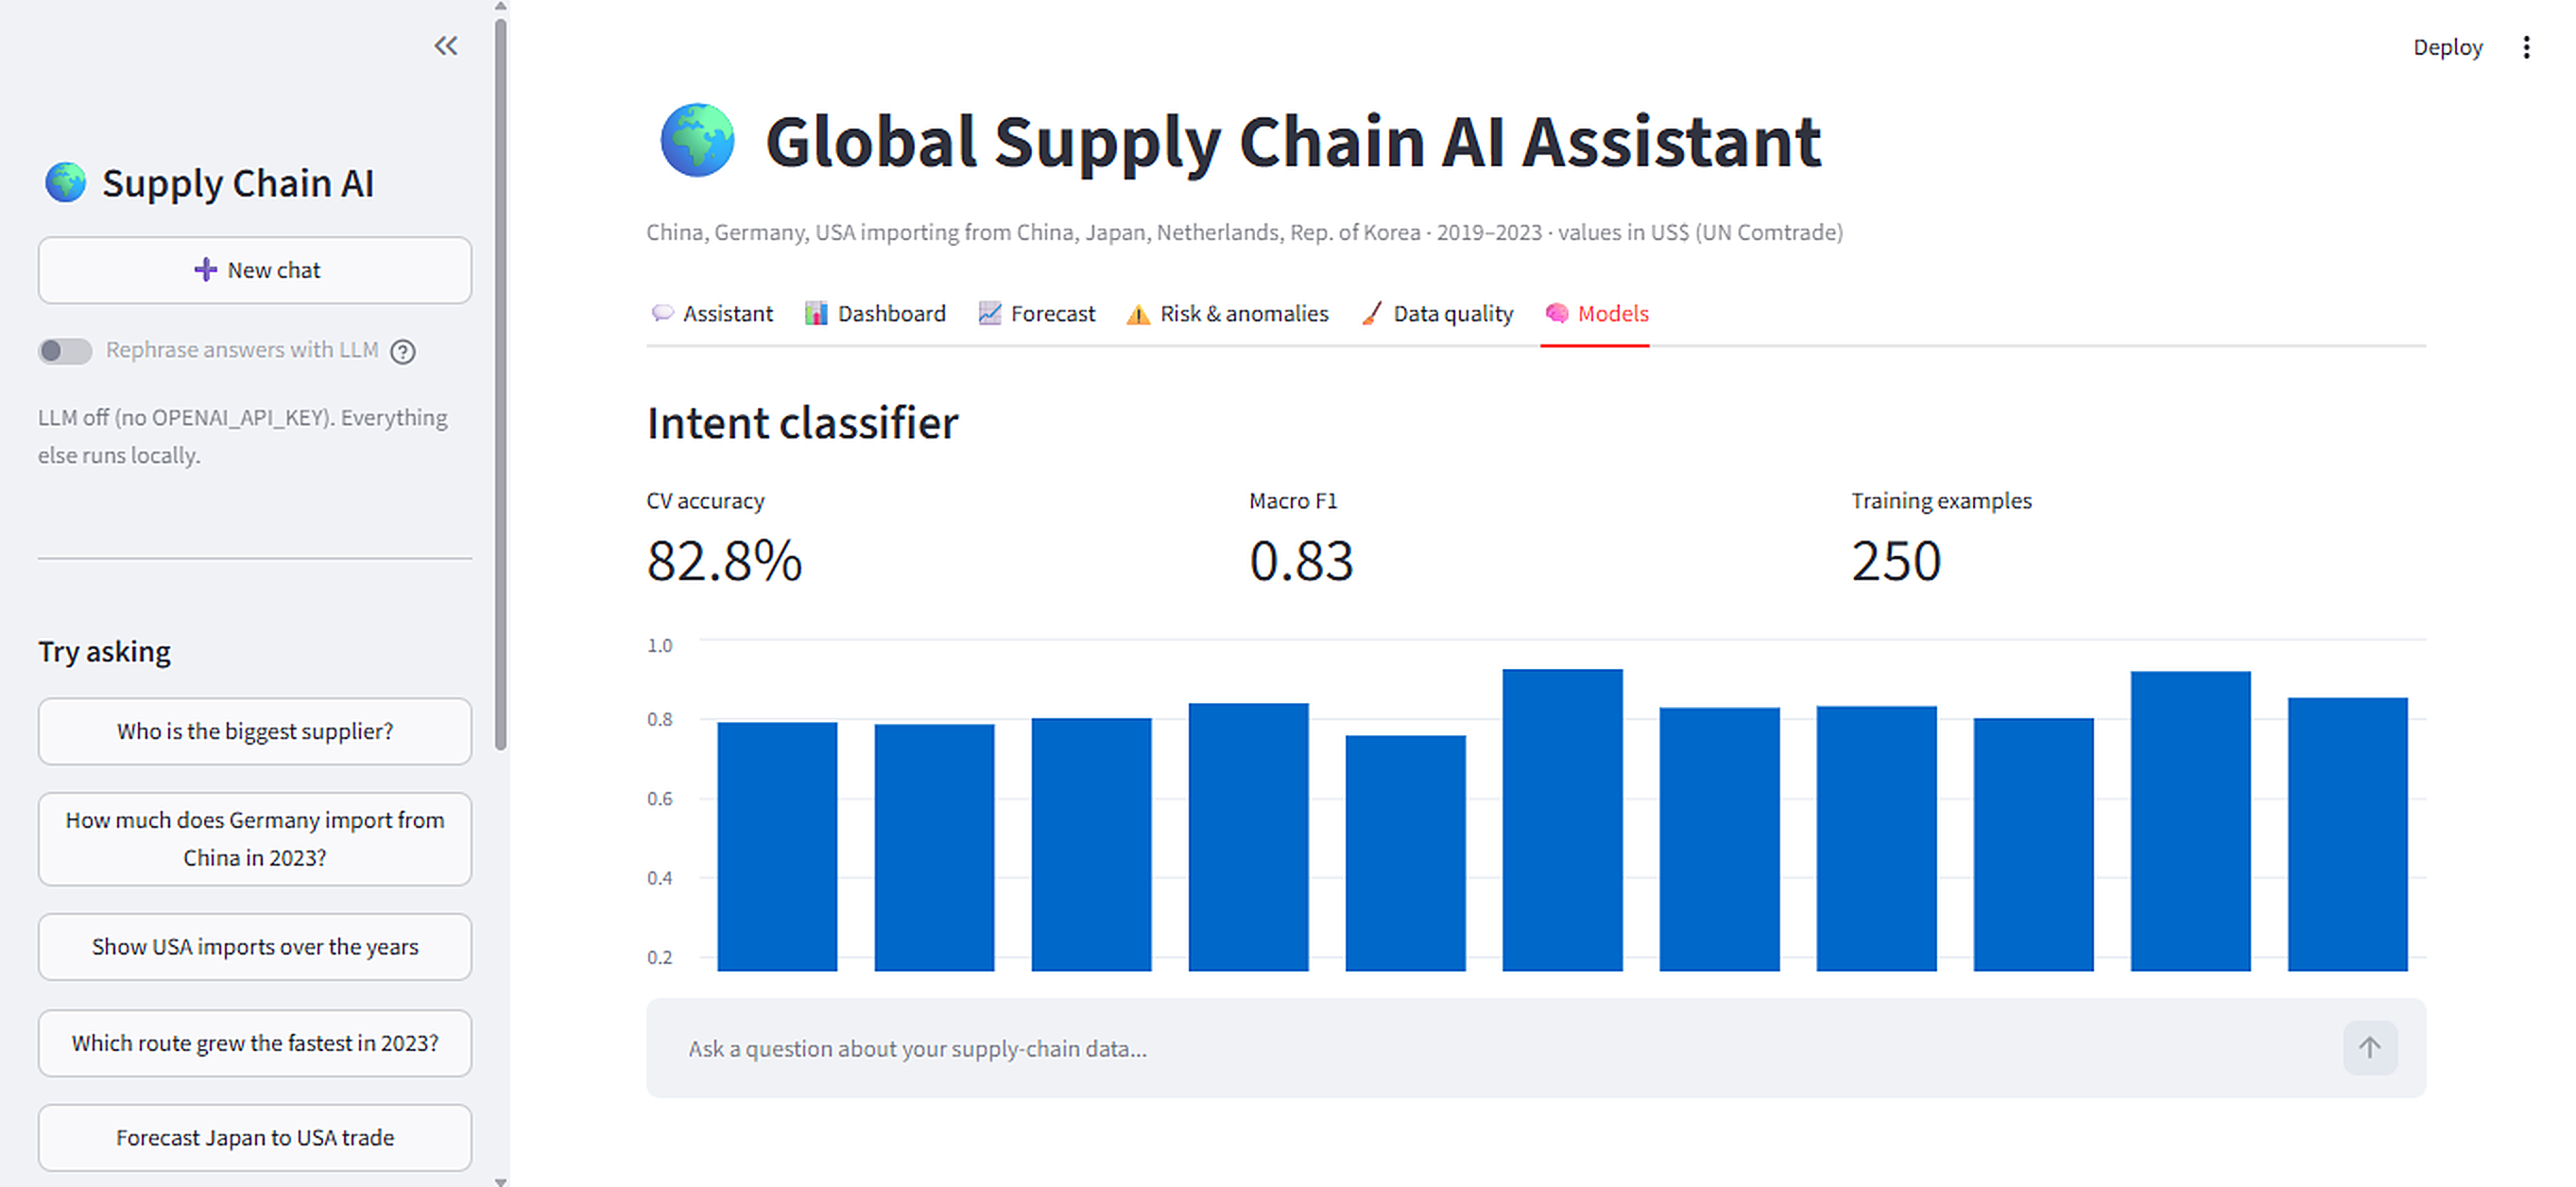 Supply Chain AI
New chat
Rephrase answers with LLM
LLM off (no OPENAI_API_KEY). Everything
else runs locally.
Try asking
Who is the biggest supplier?
How much does Germany import from
China in 2023?
Show USA imports over the years
Which route grew the fastest in 2023?
Forecast Japan to USA trade
Deploy
Global Supply Chain AI Assistant
China, Germany, USA importing from China, Japan, Netherlands, Rep. of Korea · 2019–2023 · values in US$ (UN Comtrade)
Assistant Dashboard Forecast Risk & anomalies Data quality Models
Intent classifier
CV accuracy Macro F1 Training examples
82.8% 0.83 250
1.0
0.8
0.6
0.4
0.2
Ask a question about your supply-chain data...